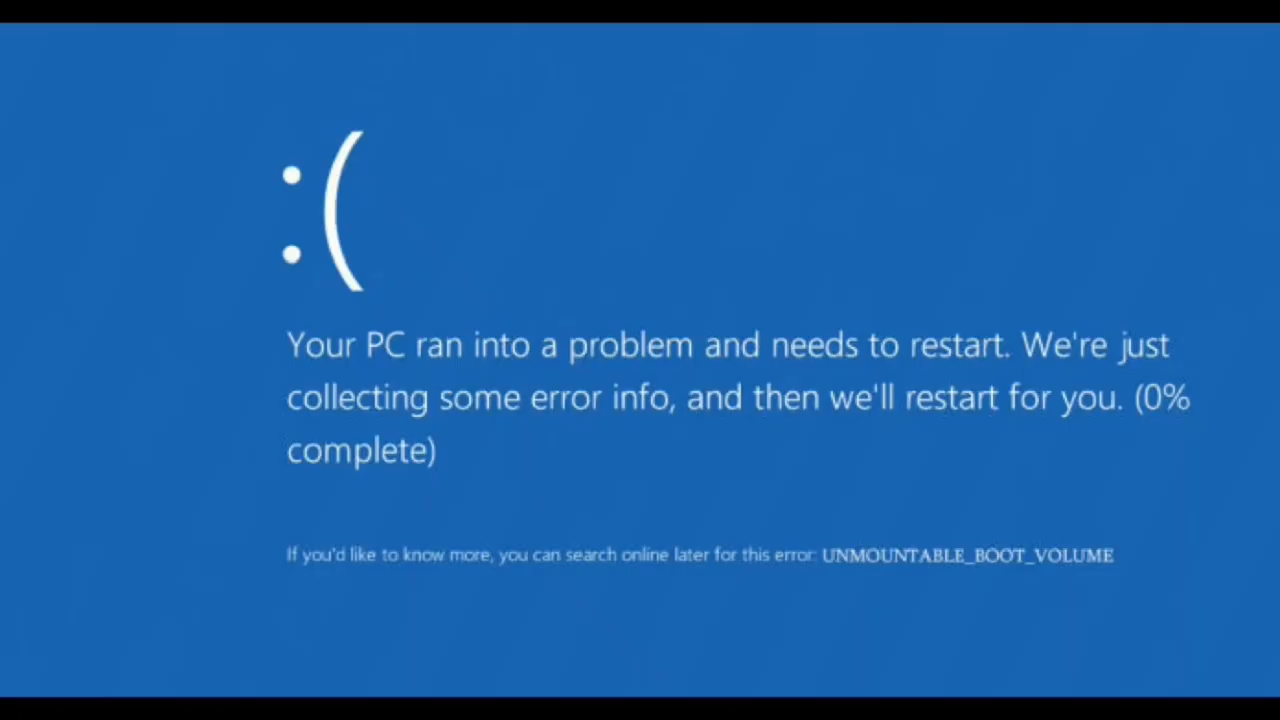 :(
Your PC ran into a problem and needs to restart. We're just
collecting some error info, and then we'll restart for you. (0%
complete)
If you'd like to know more, you can search online later for this error: UNMOUNTABLE_BOOT_VOLUME